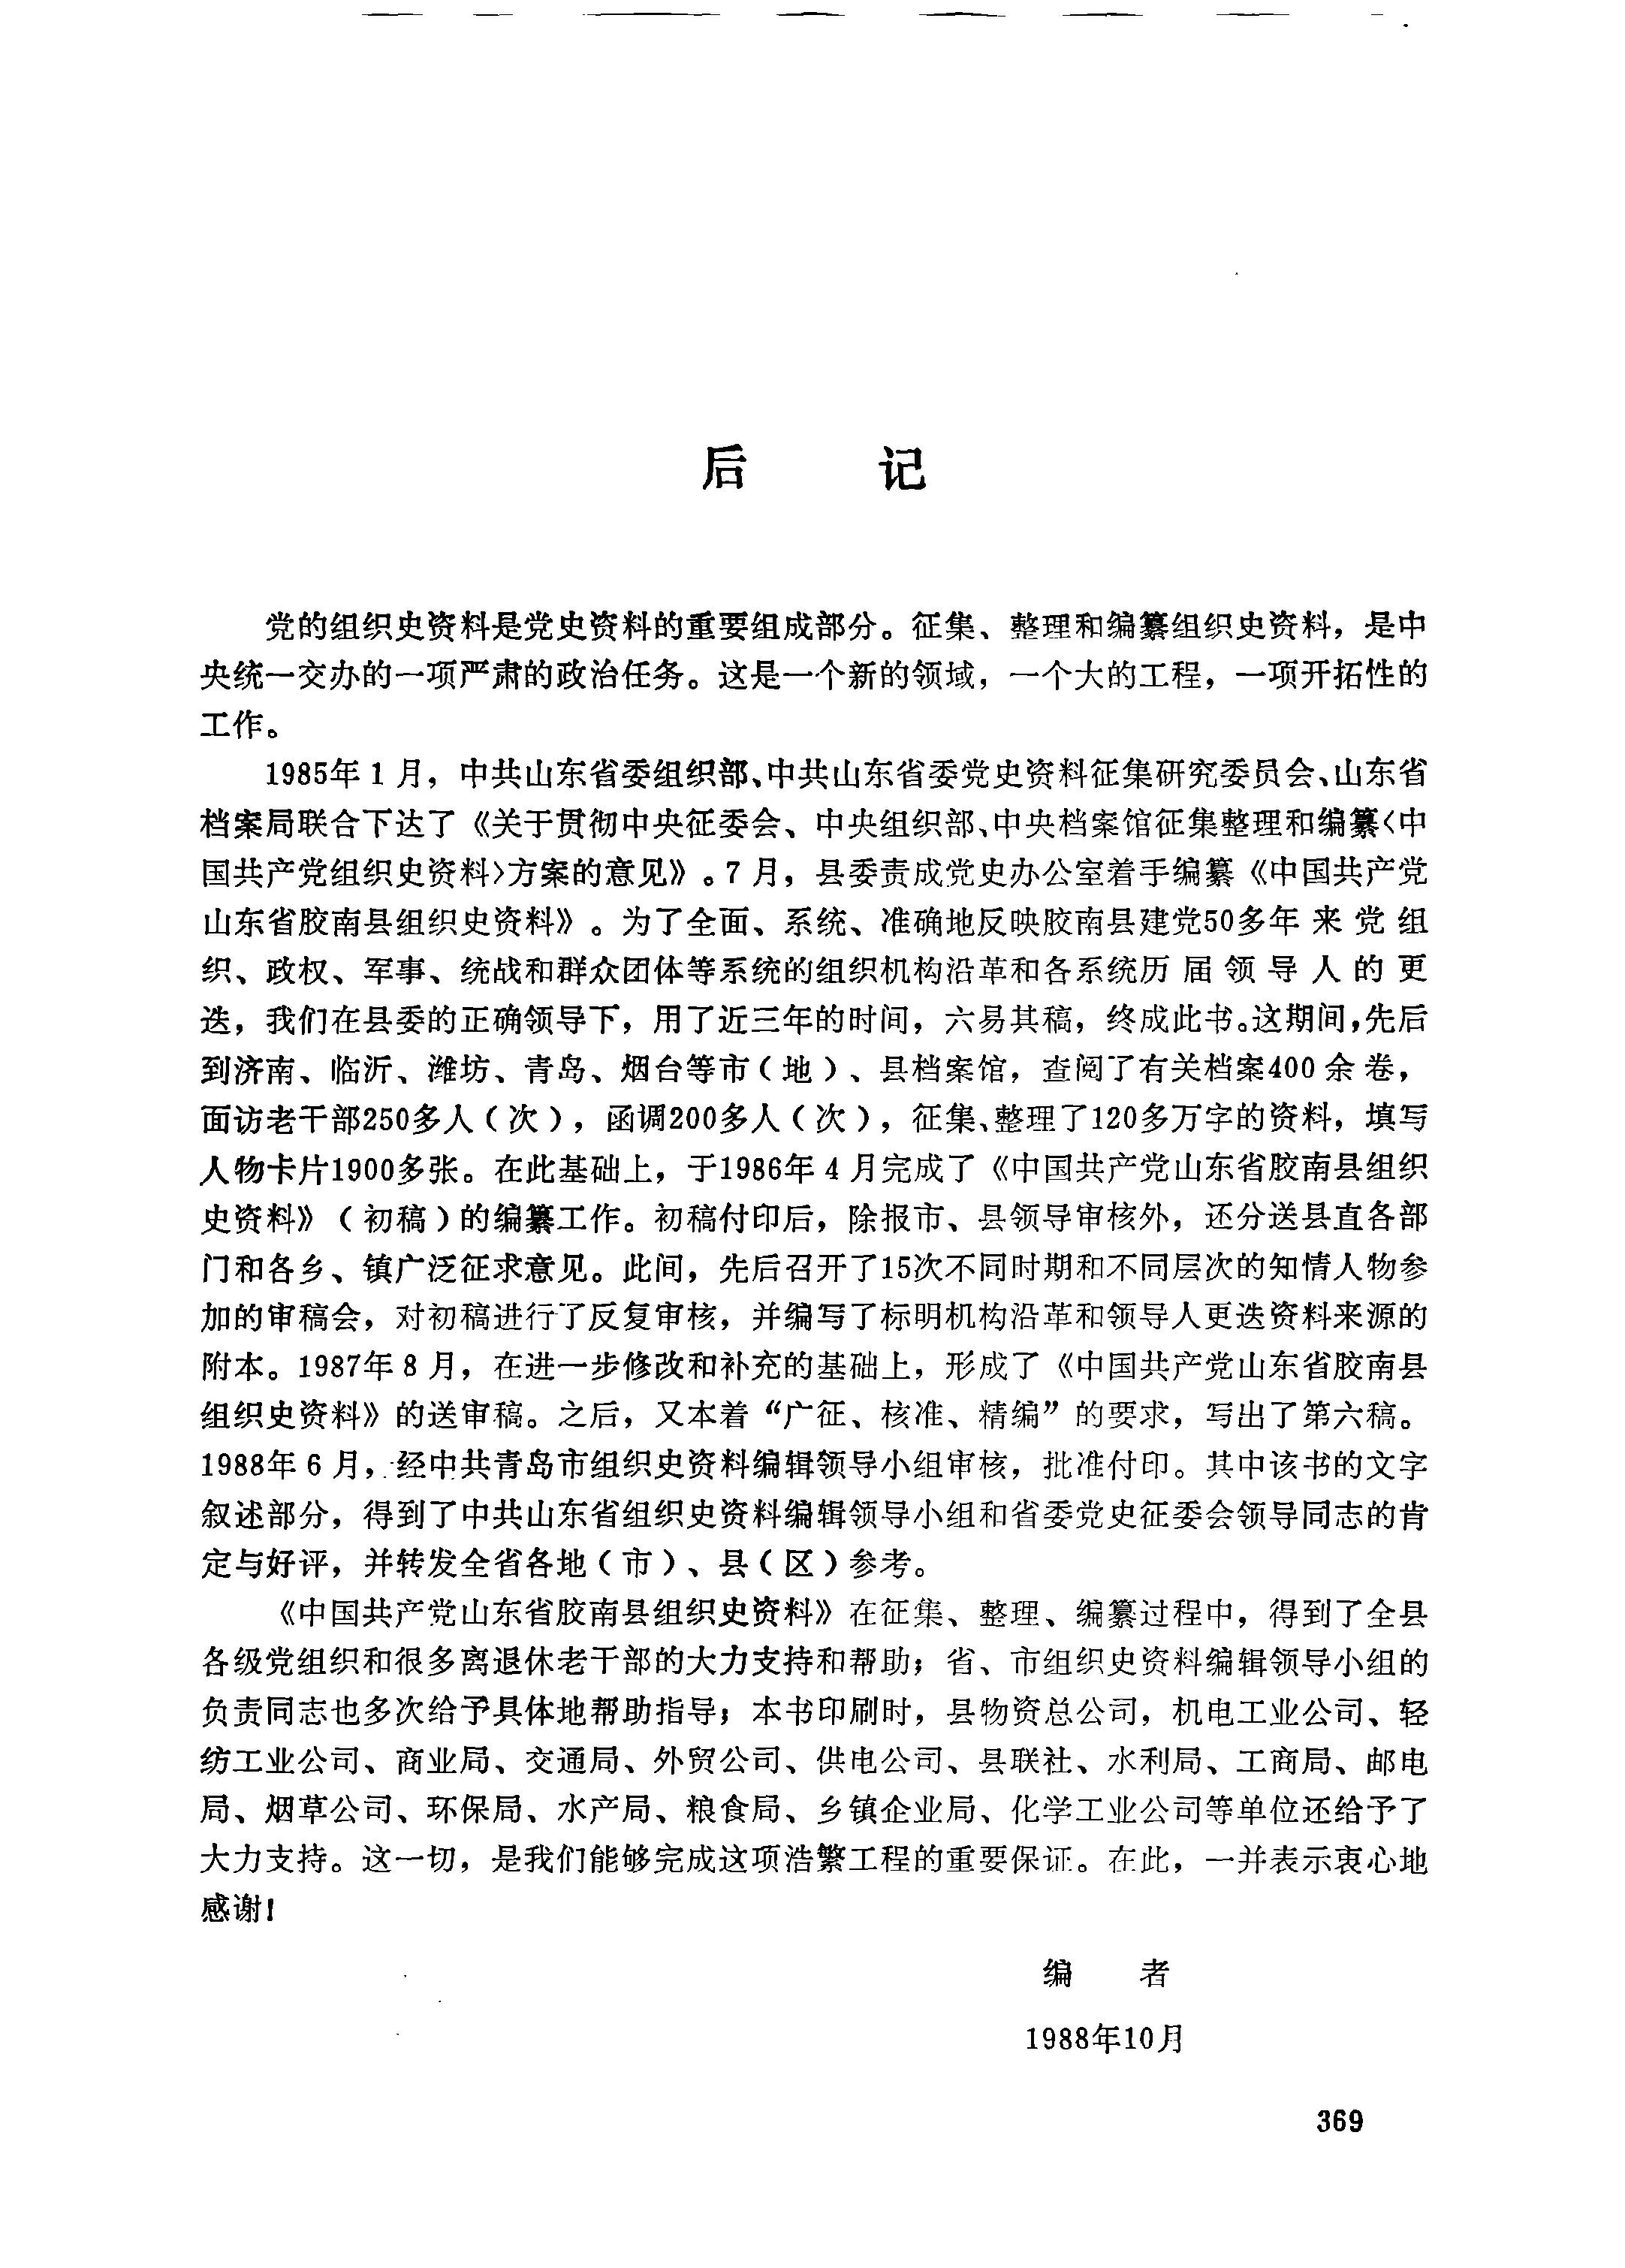 后 记
党的组织史资料是党史资料的重要组成部分。征集、整理和编纂组织史资料，是中
央统一交办的一项严肃的政治任务。这是一个新的领域，一个大的工程，一项开拓性的
工作。
1985年1月，中共山东省委组织部、中共山东省委党史资料征集研究委员会、山东省
档案局联合下达了《关于贯彻中央征委会、中央组织部、中央档案馆征集整理和编纂〈中
国共产党组织史资料〉方案的意见》。7月，县委责成党史办公室着手编纂《中国共产党
山东省胶南县组织史资料》。为了全面、系统、准确地反映胶南县建党50多年来党组
织、政权、军事、统战和群众团体等系统的组织机构沿革和各系统历届领导人的更
迭，我们在县委的正确领导下，用了近三年的时间，六易其稿，终成此书。这期间，先后
到济南、临沂、潍坊、青岛、烟台等市（地）、县档案馆，查阅了有关档案400余卷，
面访老干部250多人（次），函调200多人（次），征集、整理了120多万字的资料，填写
人物卡片1900多张。在此基础上，于1986年4月完成了《中国共产党山东省胶南县组织
史资料》（初稿）的编纂工作。初稿付印后，除报市、县领导审核外，还分送县直各部
门和各乡、镇广泛征求意见。此间，先后召开了15次不同时期和不同层次的知情人物参
加的审稿会，对初稿进行了反复审核，并编写了标明机构沿革和领导人更迭资料来源的
附本。1987年8月，在进一步修改和补充的基础上，形成了《中国共产党山东省胶南县
组织史资料》的送审稿。之后，又本着“广征、核准、精编”的要求，写出了第六稿。
1988年6月，经中共青岛市组织史资料编辑领导小组审核，批准付印。其中该书的文字
叙述部分，得到了中共山东省组织史资料编辑领导小组和省委党史征委会领导同志的肯
定与好评，并转发全省各地（市）、县（区）参考。
《中国共产党山东省胶南县组织史资料》在征集、整理、编纂过程中，得到了全县
各级党组织和很多离退休老干部的大力支持和帮助；省、市组织史资料编辑领导小组的
负责同志也多次给予具体地帮助指导；本书印刷时，县物资总公司，机电工业公司、轻
纺工业公司、商业局、交通局、外贸公司、供电公司、县联社、水利局、工商局、邮电
局、烟草公司、环保局、水产局、粮食局、乡镇企业局、化学工业公司等单位还给予了
大力支持。这一切，是我们能够完成这项浩繁工程的重要保证。在此，一并表示衷心地
感谢！
编 者
1988年10月
369